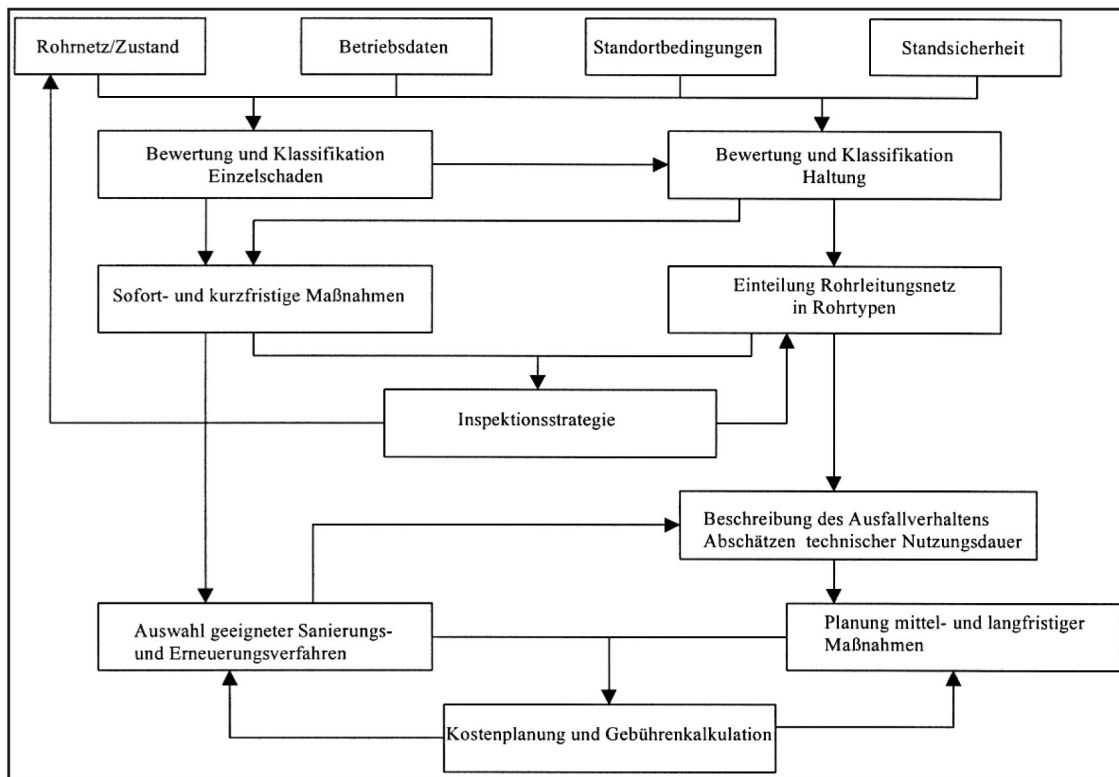 Rohrnetz/Zustand
Betriebsdaten
Standortbedingungen
Standsicherheit
Bewertung und Klassifikation
Einzelschaden
Bewertung und Klassifikation
Haltung
Sofort- und kurzfristige Maßnahmen
Einteilung Rohrleitungsnetz
in Rohrtypen
Inspektionsstrategie
Beschreibung des Ausfallverhaltens
Abschätzen technischer Nutzungsdauer
Auswahl geeigneter Sanierungs-
und Erneuerungsverfahren
Planung mittel- und langfristiger
Maßnahmen
Kostenplanung und Gebührenkalkulation